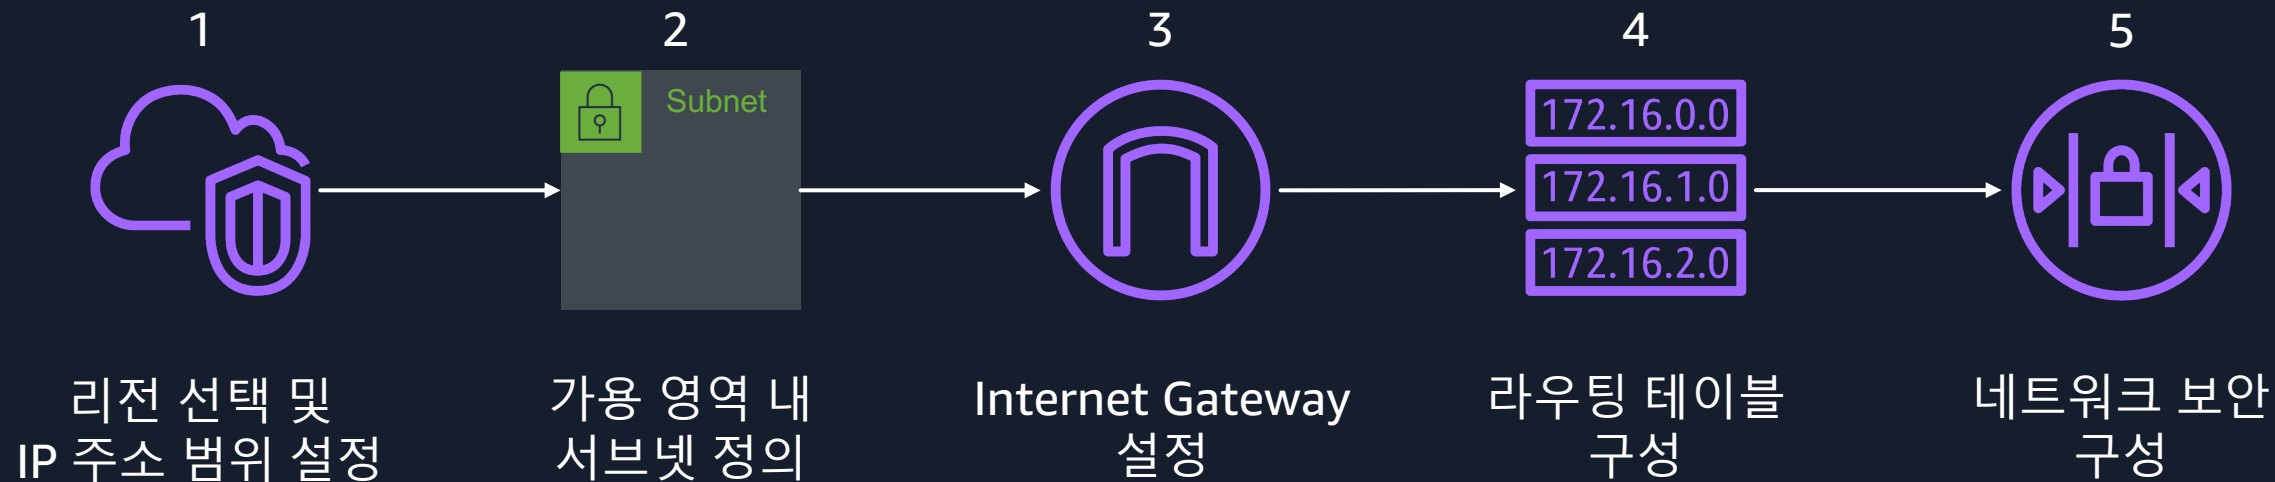 1
2
3
4
5
Subnet
172.16.0.0
172.16.1.0
172.16.2.0
리전 선택 및
IP 주소 범위 설정
가용 영역 내
서브넷 정의
Internet Gateway
설정
라우팅 테이블
구성
네트워크 보안
구성